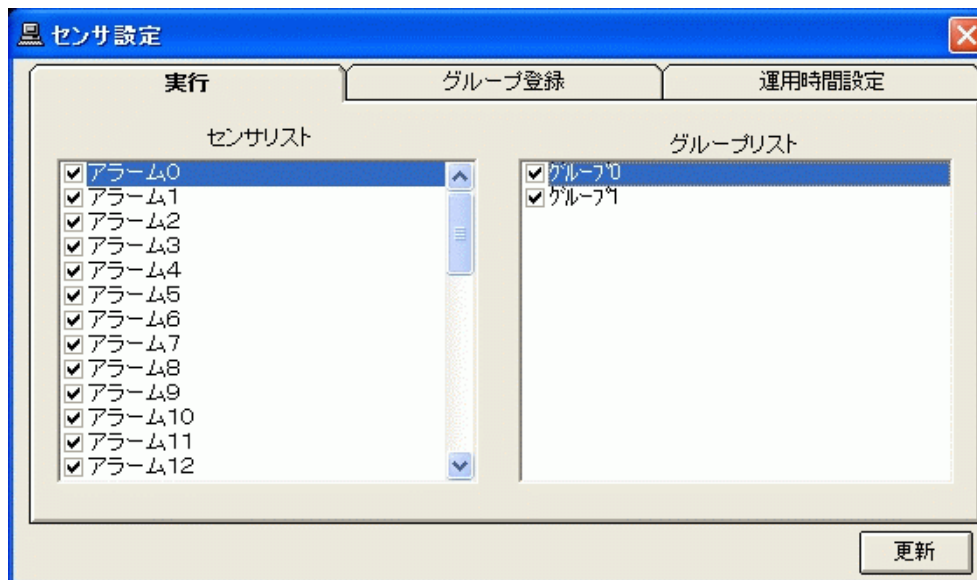 センサ設定
実行 グループ登録 運用時間設定
センサリスト
アラーム0
アラーム1
アラーム2
アラーム3
アラーム4
アラーム5
アラーム6
アラーム7
アラーム8
アラーム9
アラーム10
アラーム11
アラーム12
グループリスト
グループ0
グループ1
更新